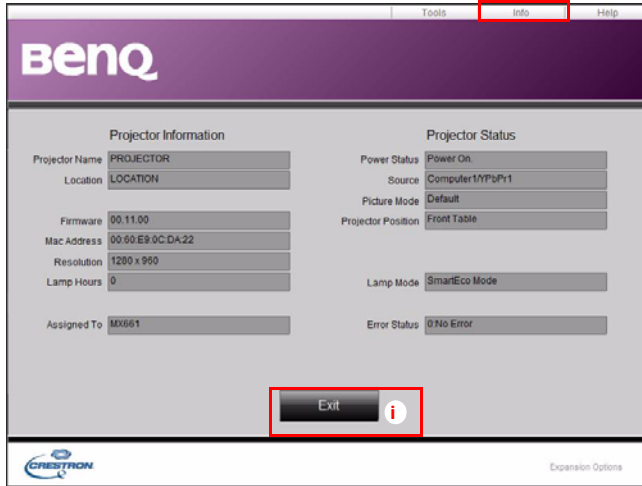 Tools Info Help
BenQ
Projector Information Projector Status
Projector Name PROJECTOR Power Status Power On.
Location LOCATION Source Computer1/YPbPr1
Picture Mode Default
Firmware 00.11.00 Projector Position Front Table
Mac Address 00:60:E9:0C:DA:22
Resolution 1280 x 960
Lamp Hours 0 Lamp Mode SmartEco Mode
Assigned To MX661 Error Status 0:No Error
Exit i
CRESTRON Expansion Options